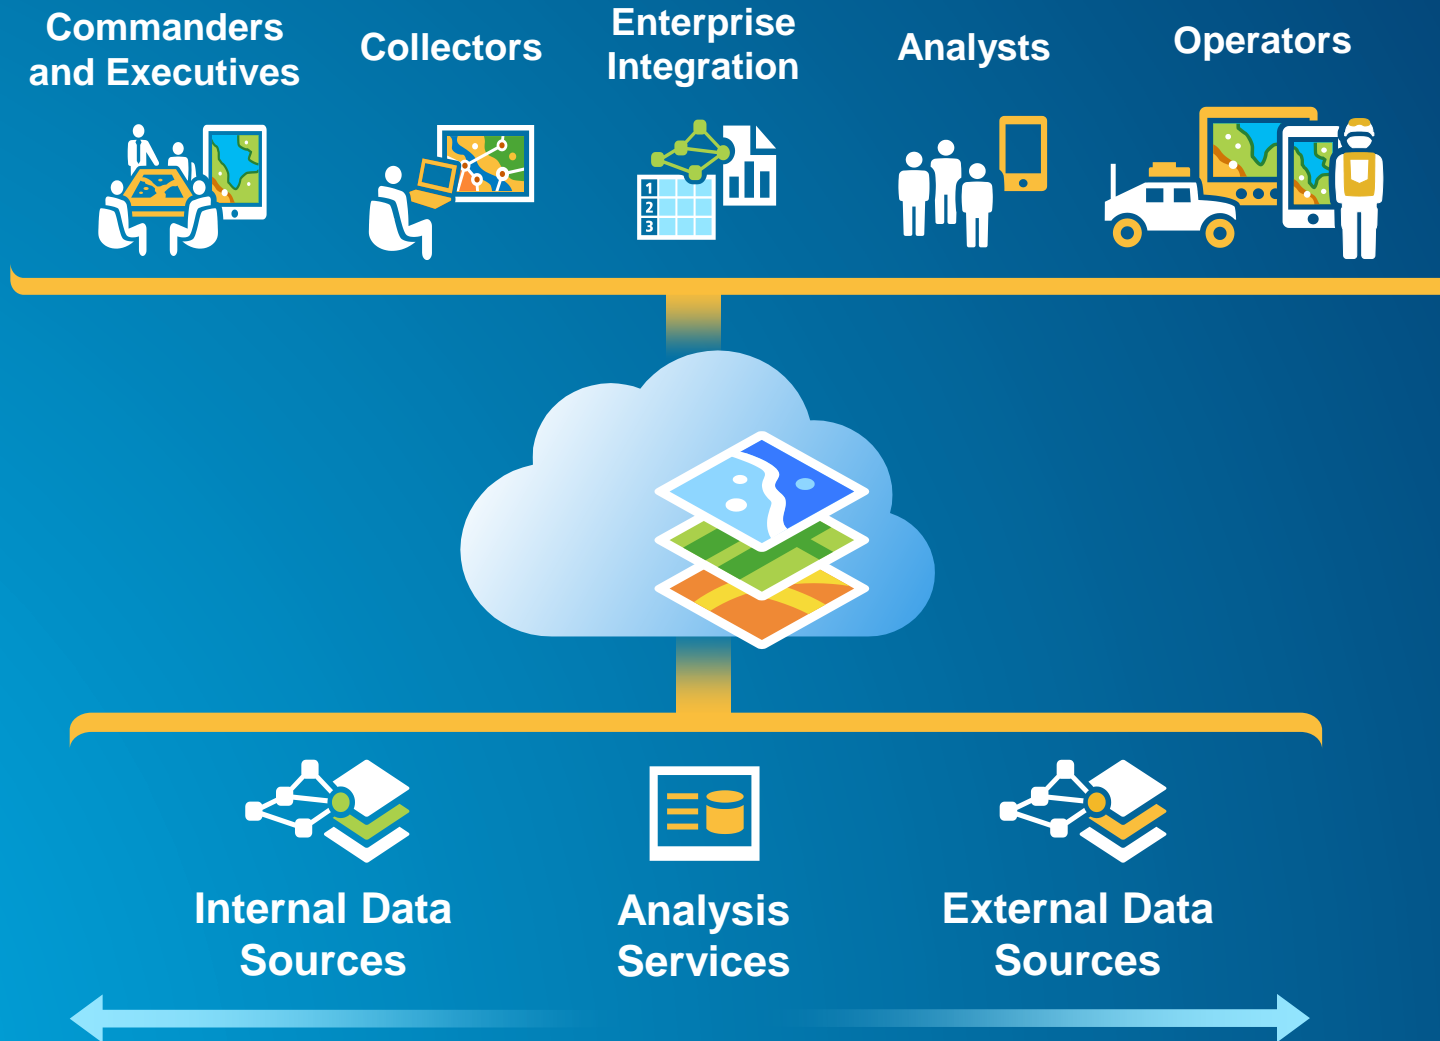 Commanders
and Executives
Collectors
Enterprise
Integration
Analysts
Operators
1
2
3
Internal Data
Sources
Analysis
Services
External Data
Sources